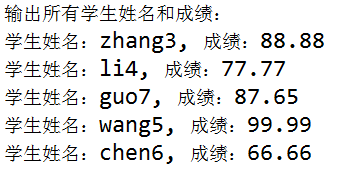 输出所有学生姓名和成绩：
学生姓名：zhang3, 成绩：88.88
学生姓名：li4, 成绩：77.77
学生姓名：guo7, 成绩：87.65
学生姓名：wang5, 成绩：99.99
学生姓名：chen6, 成绩：66.66